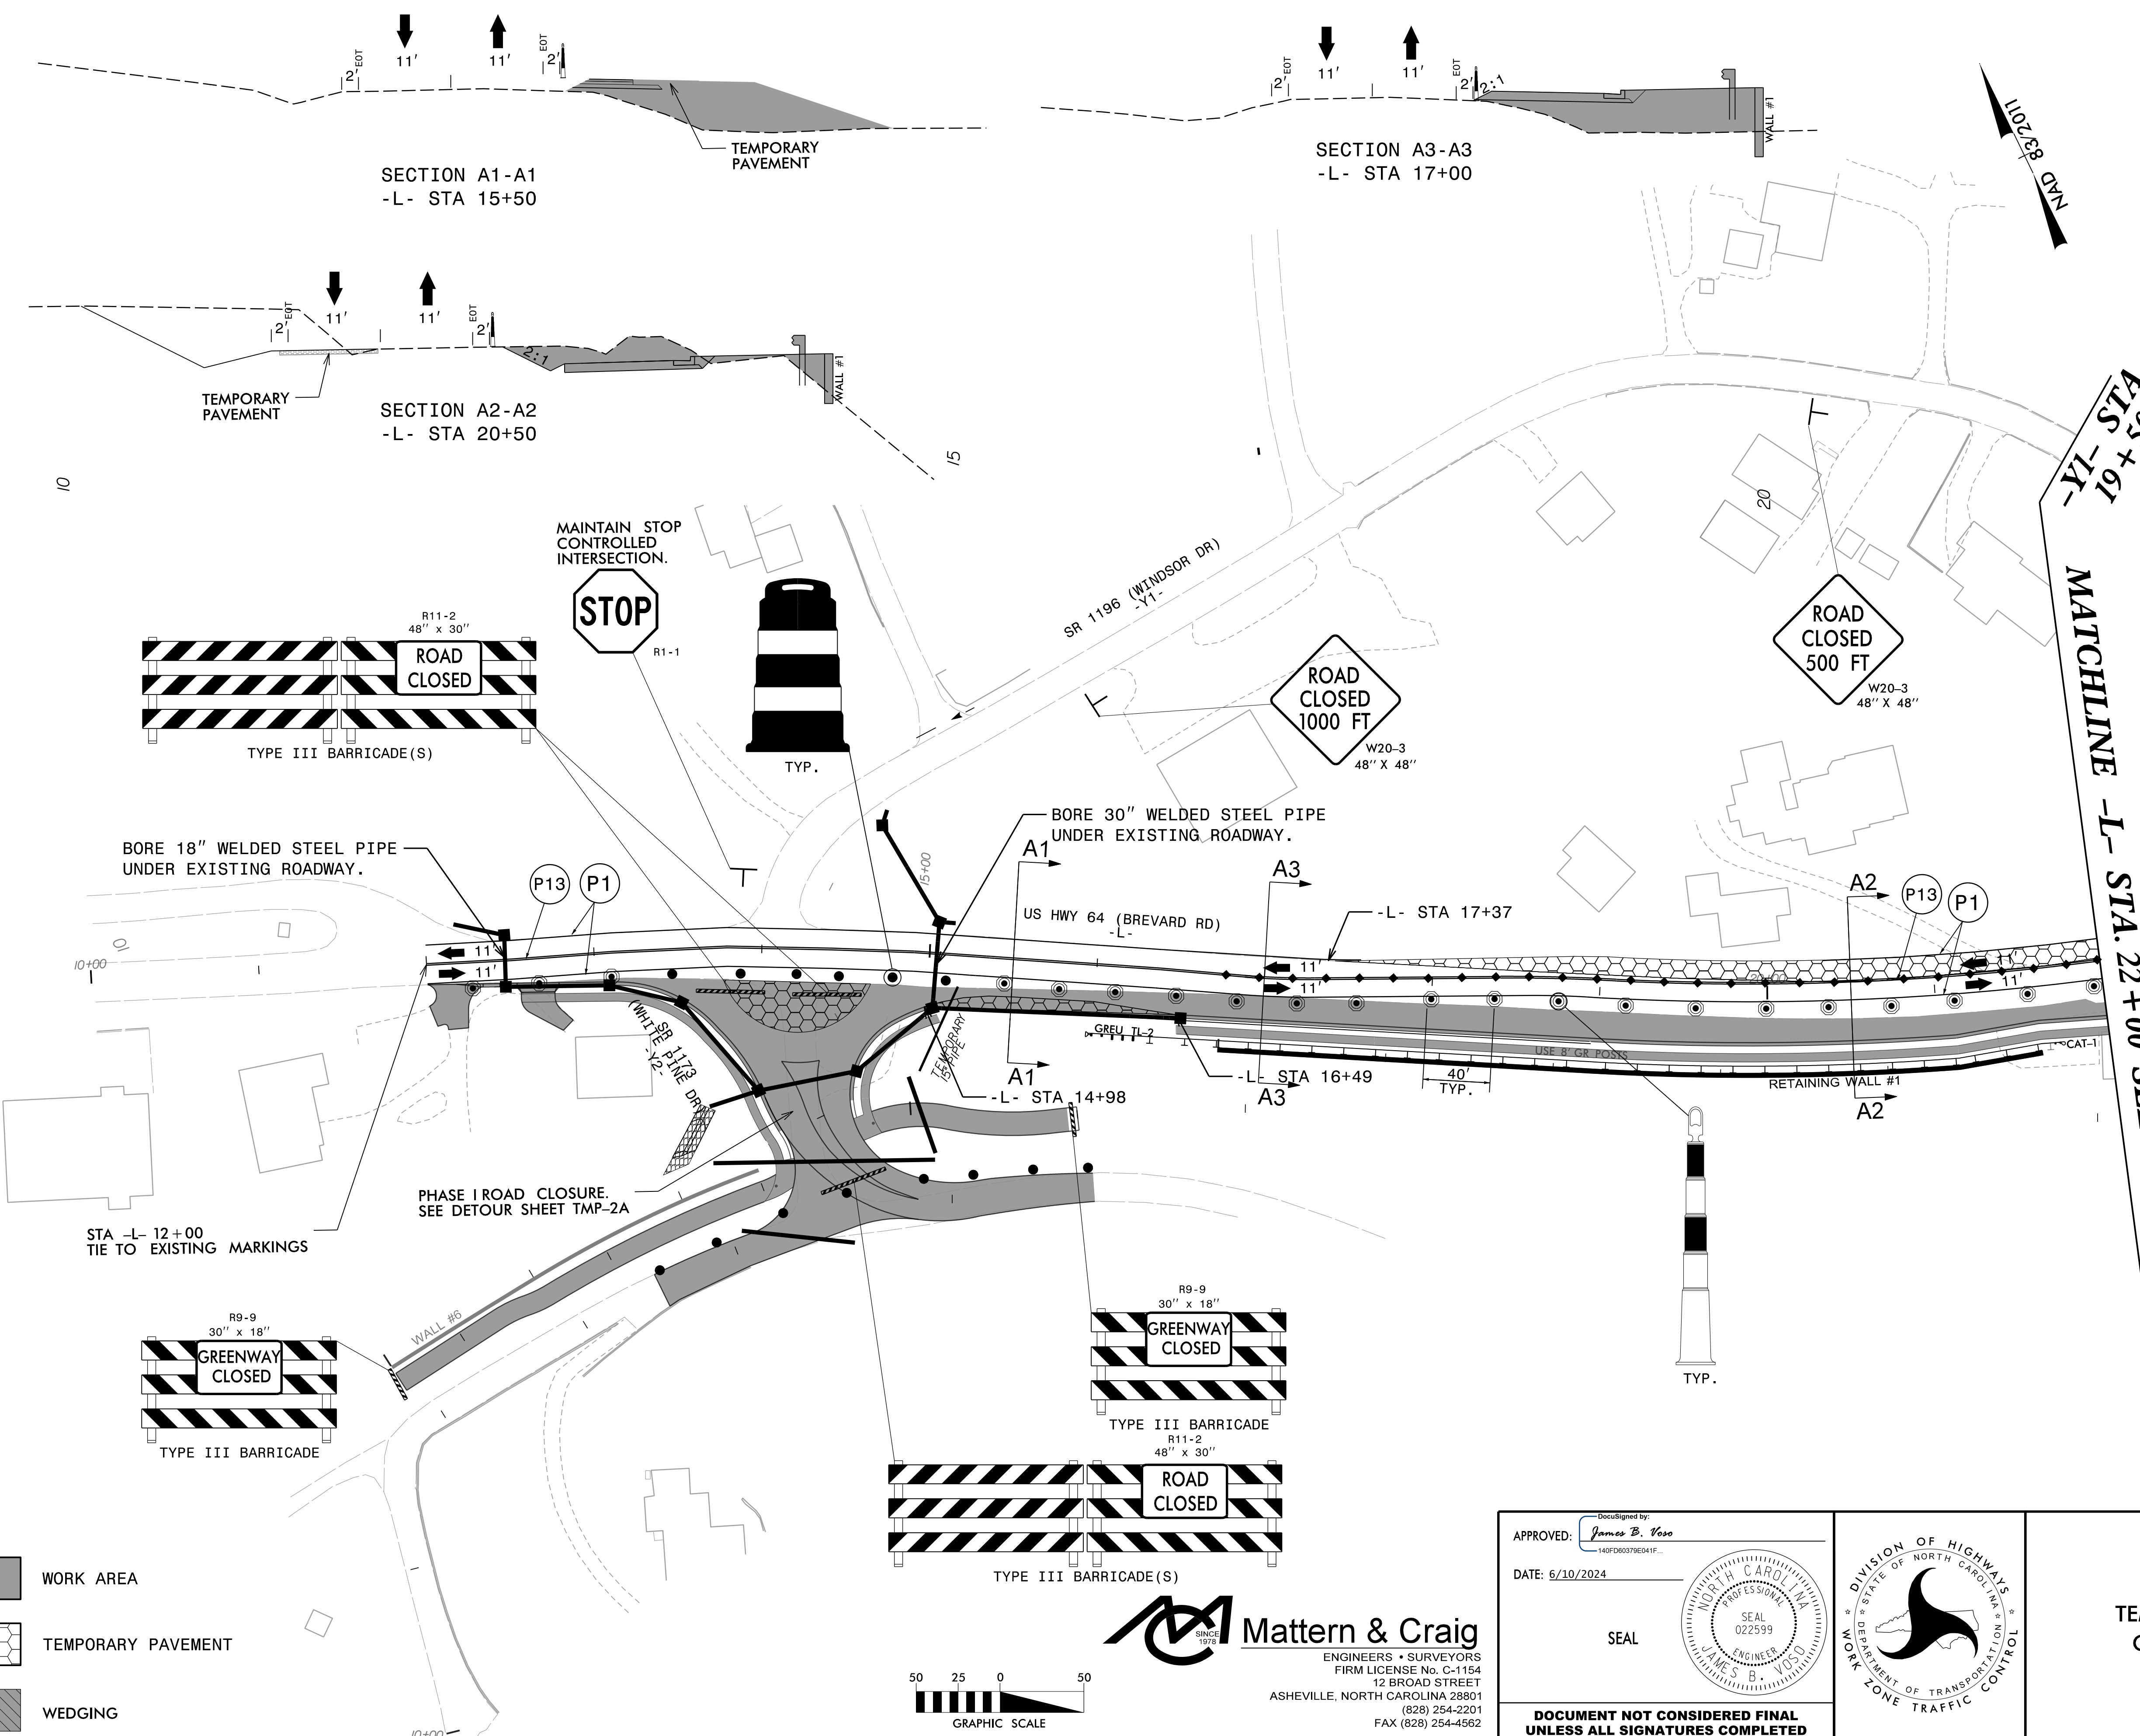 11'
11'
2'
EOT
EOT
2'
TEMPORARY
PAVEMENT
SECTION A1-A1
-L- STA 15+50
11'
11'
2'
EOT
EOT
2'
2:1
WALL #1
SECTION A3-A3
-L- STA 17+00
NAD 83/2011
11'
11'
2'
EOT
EOT
2'
2:1
WALL #1
TEMPORARY
PAVEMENT
SECTION A2-A2
-L- STA 20+50
10
15
20
-Y1- STA
MATCHLINE -L- STA. 22+00
MAINTAIN STOP
CONTROLLED
INTERSECTION.
STOP
R1-1
R11-2
48" x 30"
ROAD
CLOSED
TYPE III BARRICADE(S)
TYP.
SR 1196 (WINDSOR DR)
-Y1-
ROAD
CLOSED
1000 FT
W20-3
48" X 48"
ROAD
CLOSED
500 FT
W20-3
48" X 48"
BORE 18" WELDED STEEL PIPE
UNDER EXISTING ROADWAY.
P13
P1
BORE 30" WELDED STEEL PIPE
UNDER EXISTING ROADWAY.
15+00
A1
A3
A2
P13
P1
US HWY 64 (BREVARD RD)
-L-
-L- STA 17+37
10
10+00
11'
11'
11'
11'
20+00
11'
11'
SR 1173
(WHITE PINE DR)
-Y2-
TEMPORARY
15" PIPE
GREU TL-2
USE 8' GR POSTS
CAT-1
RETAINING WALL #1
40'
TYP.
A1
A3
A2
-L- STA 14+98
-L- STA 16+49
PHASE I ROAD CLOSURE.
SEE DETOUR SHEET TMP-2A
STA -L- 12+00
TIE TO EXISTING MARKINGS
WALL #6
R9-9
30" x 18"
GREENWAY
CLOSED
TYPE III BARRICADE
R9-9
30" x 18"
GREENWAY
CLOSED
TYPE III BARRICADE
R11-2
48" x 30"
ROAD
CLOSED
TYPE III BARRICADE(S)
TYP.
WORK AREA
TEMPORARY PAVEMENT
WEDGING
10+00
50 25 0 50
GRAPHIC SCALE
SINCE
1978
Mattern & Craig
ENGINEERS • SURVEYORS
FIRM LICENSE No. C-1154
12 BROAD STREET
ASHEVILLE, NORTH CAROLINA 28801
(828) 254-2201
FAX (828) 254-4562
APPROVED:
DocuSigned by:
James B. Voso
140FD60379E041F...
DATE: 6/10/2024
SEAL
NORTH CAROLINA
PROFESSIONAL
SEAL
022599
ENGINEER
JAMES B. VOSO
DOCUMENT NOT CONSIDERED FINAL
UNLESS ALL SIGNATURES COMPLETED
DIVISION OF HIGHWAYS
STATE OF NORTH CAROLINA
DEPARTMENT OF TRANSPORTATION
WORK ZONE TRAFFIC CONTROL